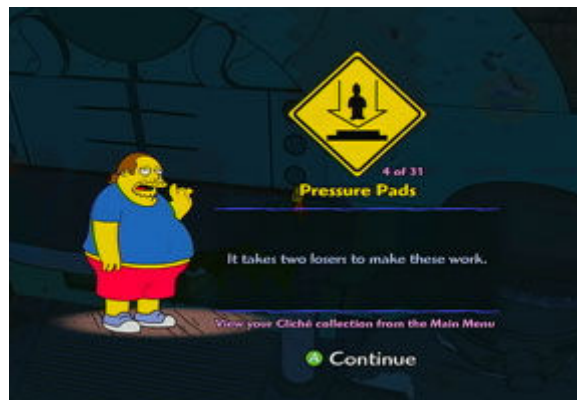 4 of 31
Pressure Pads
It takes two losers to make these work.
View your Cliché collection from the Main Menu
A Continue